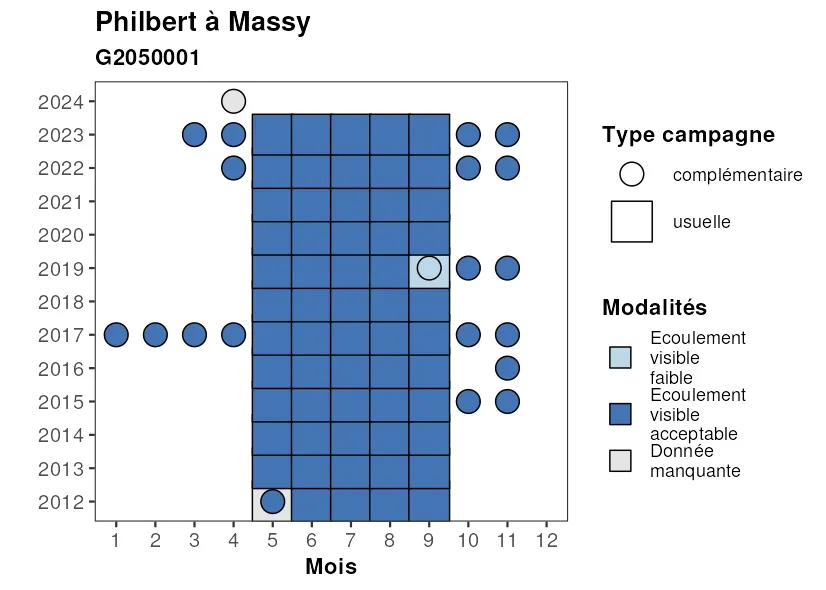 Philbert à Massy
G2050001
2024
2023
2022
2021
2020
2019
2018
2017
2016
2015
2014
2013
2012
1 2 3 4 5 6 7 8 9 10 11 12
Mois
Type campagne
complémentaire
usuelle
Modalités
Ecoulement
visible
faible
Ecoulement
visible
acceptable
Donnée
manquante